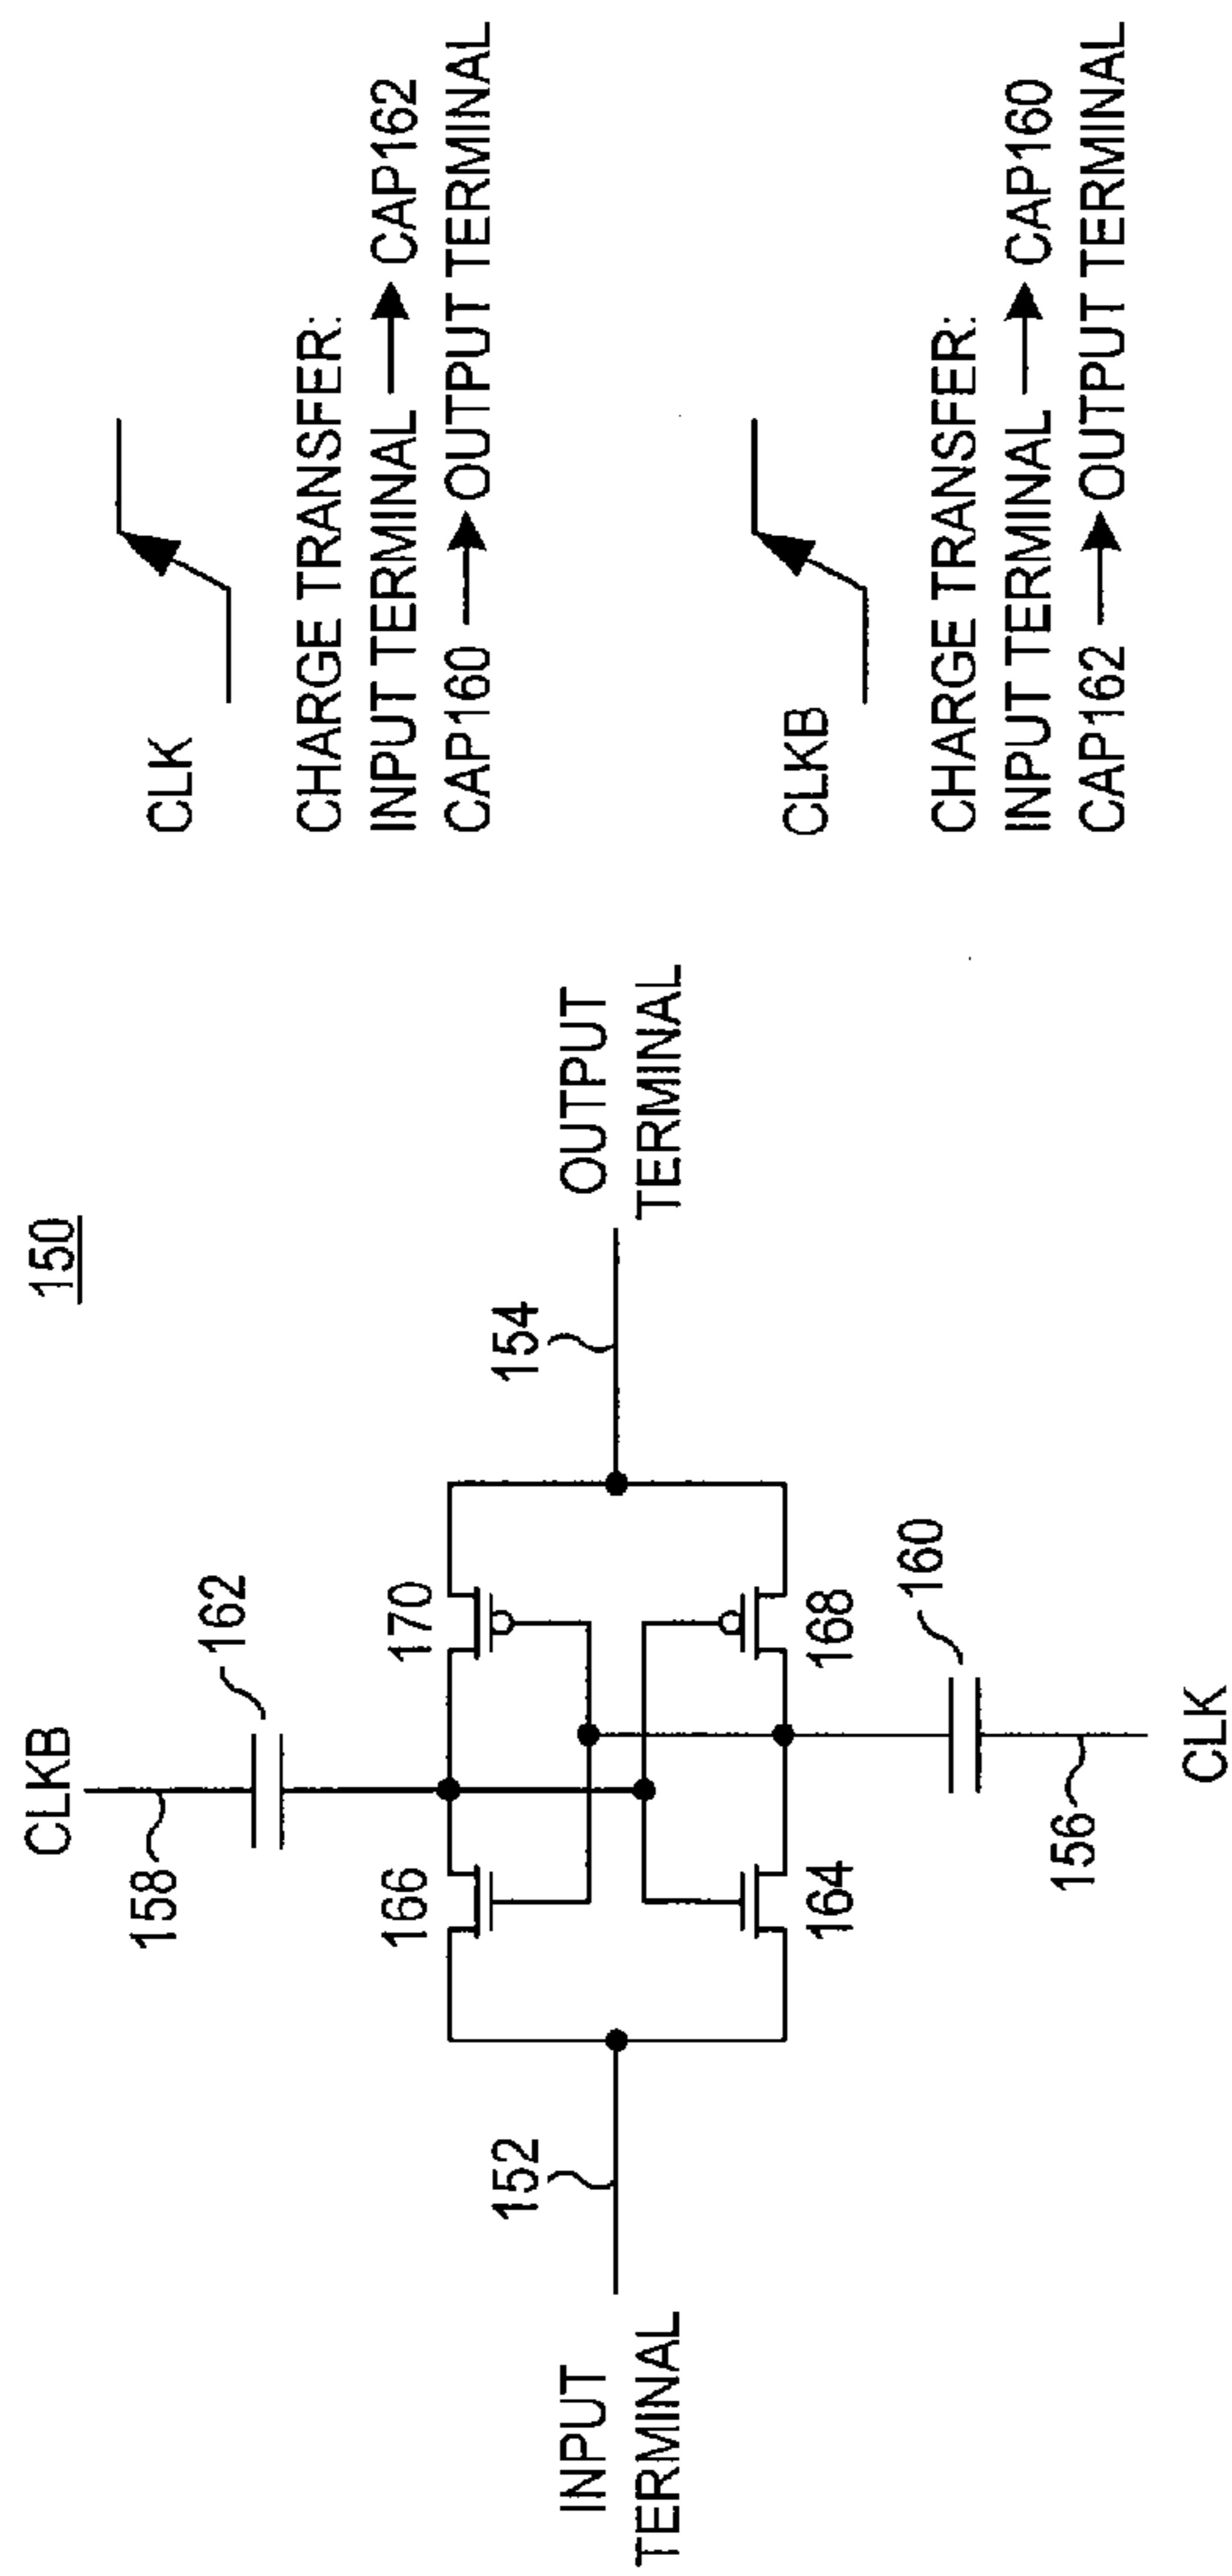 150
CLKB
158
162
166
170
152
154
INPUT
TERMINAL
OUTPUT
TERMINAL
164
168
160
156
CLK
CLK
CHARGE TRANSFER:
INPUT TERMINAL → CAP162
CAP160 → OUTPUT TERMINAL
CLKB
CHARGE TRANSFER:
INPUT TERMINAL → CAP160
CAP162 → OUTPUT TERMINAL